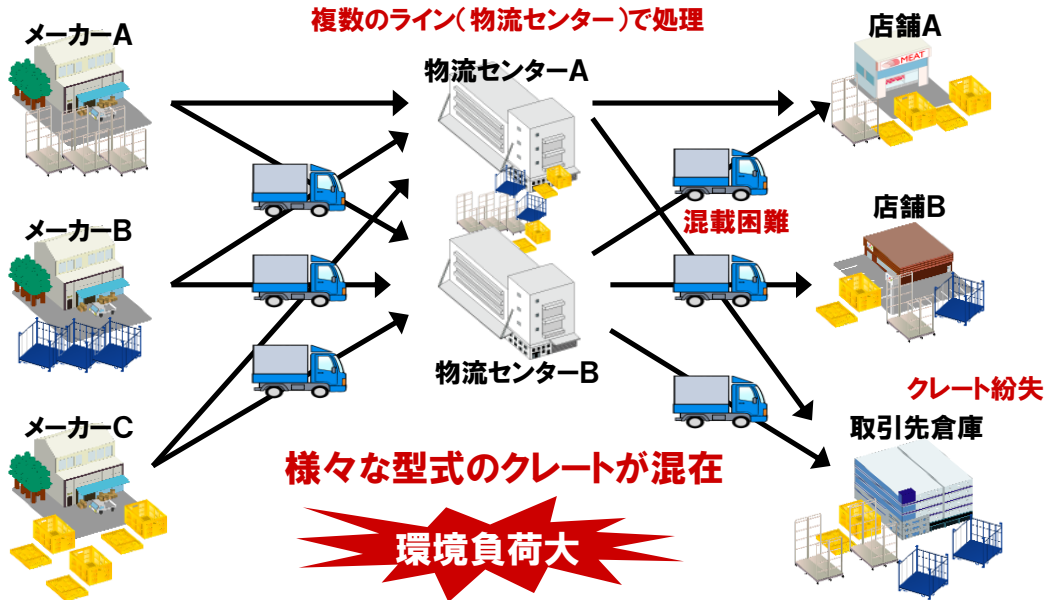 複数のライン(物流センター)で処理
メーカーA
物流センターA
店舗A
MEAT
メーカーB
混載困難
店舗B
物流センターB
クレート紛失
メーカーC
取引先倉庫
様々な型式のクレートが混在
環境負荷大